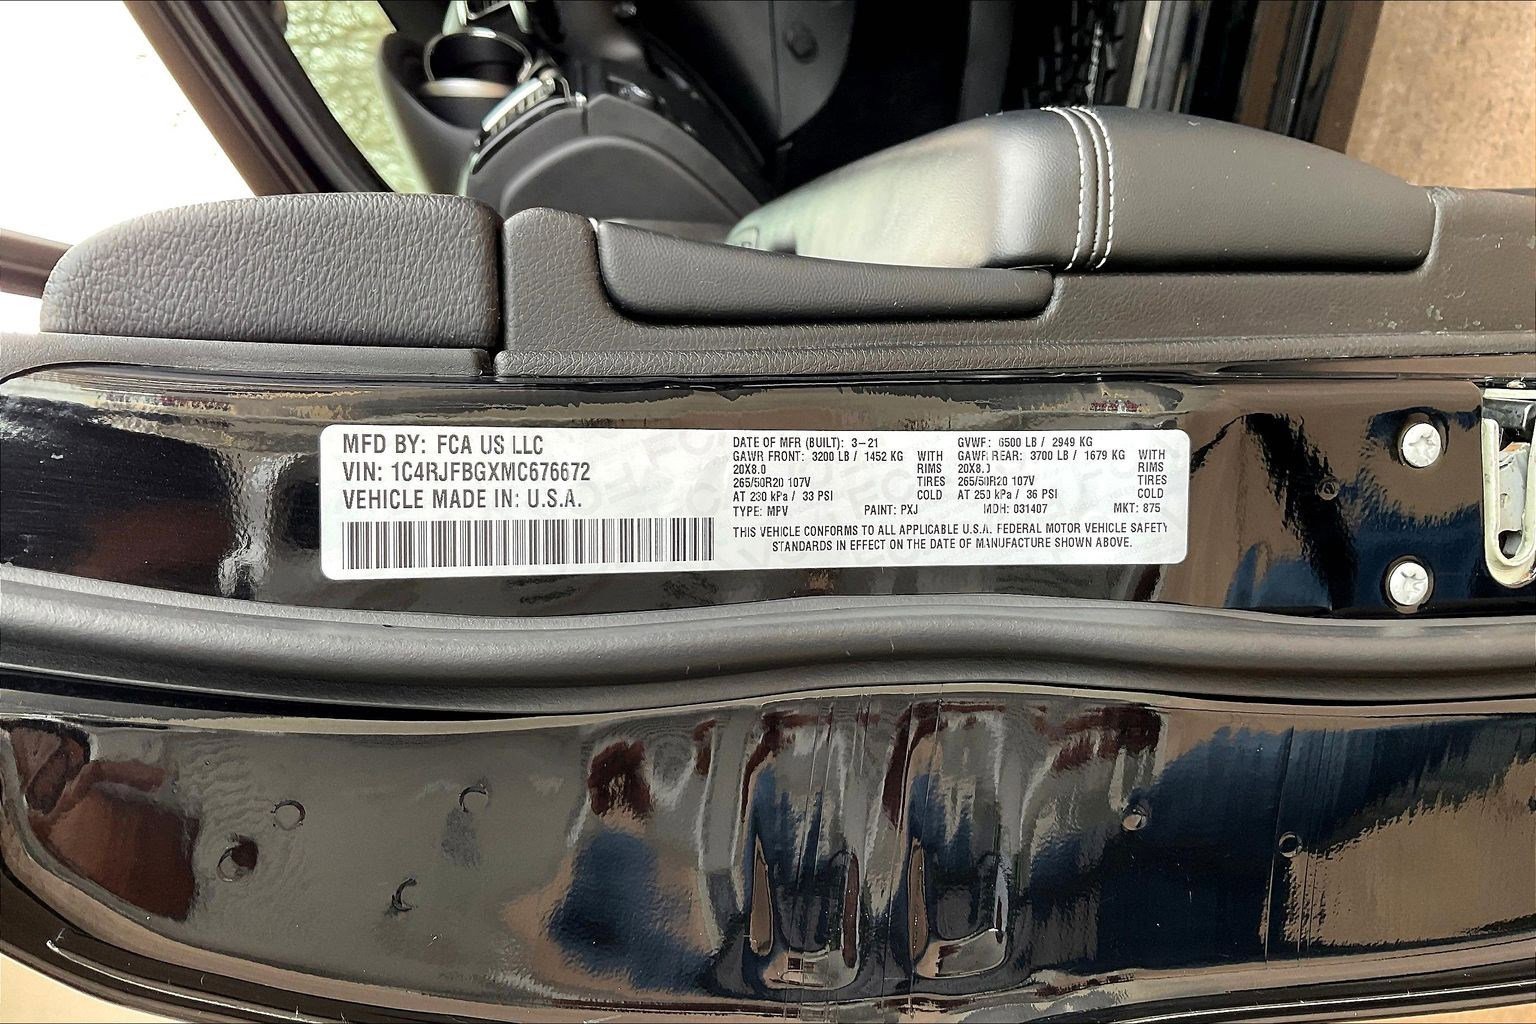 MFD BY: FCA US LLC
VIN: 1C4RJFBGXMC676672
VEHICLE MADE IN: U.S.A.
DATE OF MFR (BUILT): 3-21 GVWF: 6500 LB / 2949 KG
GAWR FRONT: 3200 LB / 1452 KG WITH GAWR REAR: 3700 LB / 1679 KG WITH
20X8.0 RIMS 20X8.0 RIMS
265/50R20 107V TIRES 265/50R20 107V TIRES
AT 230 kPa / 33 PSI COLD AT 250 kPa / 36 PSI COLD
TYPE: MPV PAINT: PXJ MDH: 031407 MKT: 875
THIS VEHICLE CONFORMS TO ALL APPLICABLE U.S.A. FEDERAL MOTOR VEHICLE SAFETY
STANDARDS IN EFFECT ON THE DATE OF MANUFACTURE SHOWN ABOVE.